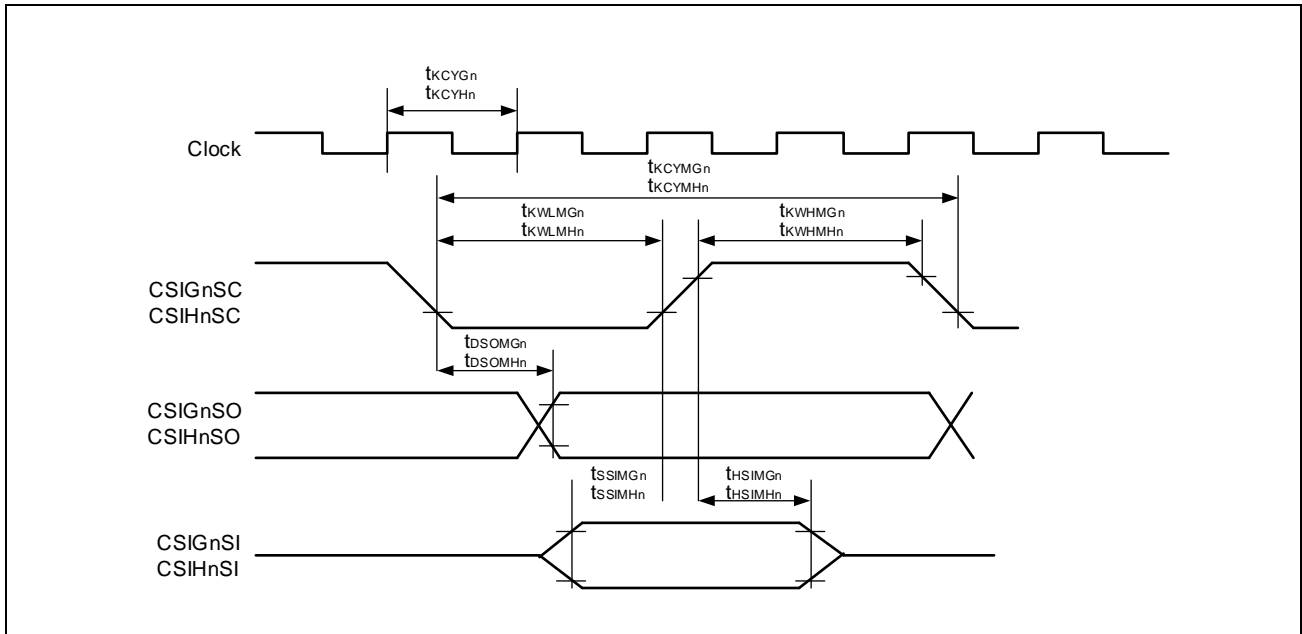 tKCYGn
tKCYHn
Clock
tKCYMGn
tKCYMHn
tKWLMGn
tKWLMHn
tKWHMGn
tKWHMHn
CSIGnSC
CSIHnSC
tDSOMGn
tDSOMHn
CSIGnSO
CSIHnSO
tSSIMGn
tSSIMHn
tHSIMGn
tHSIMHn
CSIGnSI
CSIHnSI